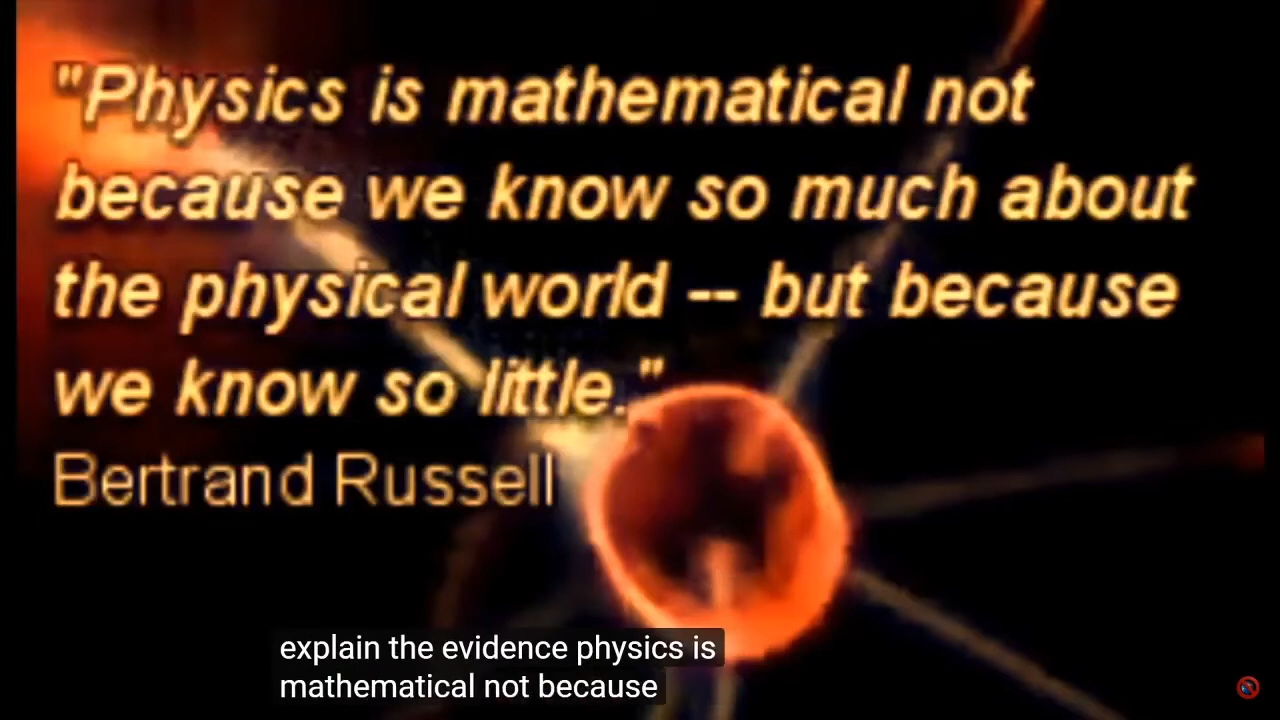 "Physics is mathematical not
because we know so much about
the physical world -- but because
we know so little."
Bertrand Russell
explain the evidence physics is
mathematical not because